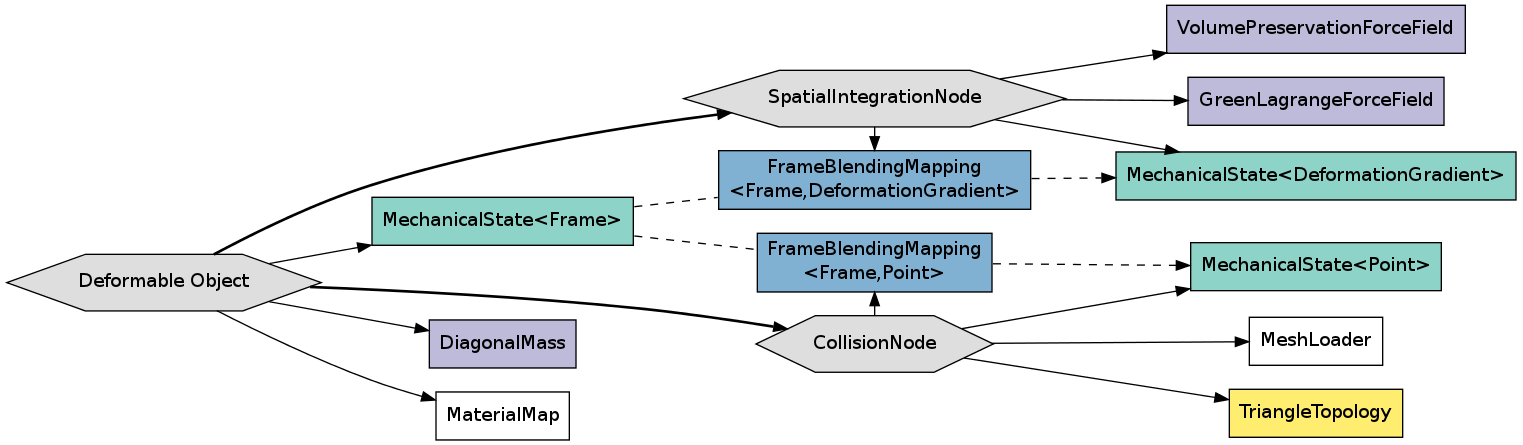 VolumePreservationForceField
SpatialIntegrationNode
GreenLagrangeForceField
FrameBlendingMapping
<Frame,DeformationGradient>
MechanicalState<DeformationGradient>
MechanicalState<Frame>
FrameBlendingMapping
<Frame,Point>
MechanicalState<Point>
Deformable Object
DiagonalMass
CollisionNode
MeshLoader
MaterialMap
TriangleTopology